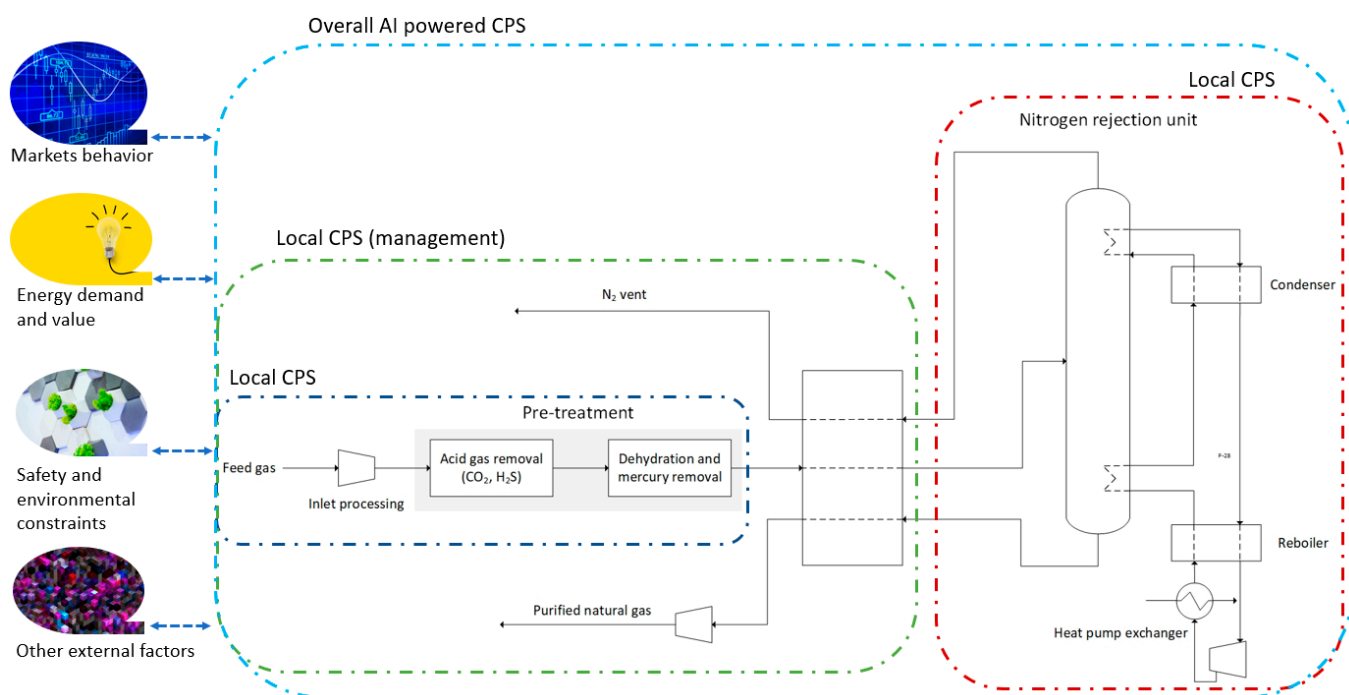 Overall AI powered CPS
Local CPS
Nitrogen rejection unit
Markets behavior
Local CPS (management)
Energy demand
and value
N₂ vent
Condenser
Local CPS
Pre-treatment
Safety and
environmental
constraints
Feed gas
Inlet processing
Acid gas removal
(CO₂, H₂S)
Dehydration and
mercury removal
P-28
Reboiler
Purified natural gas
Heat pump exchanger
Other external factors